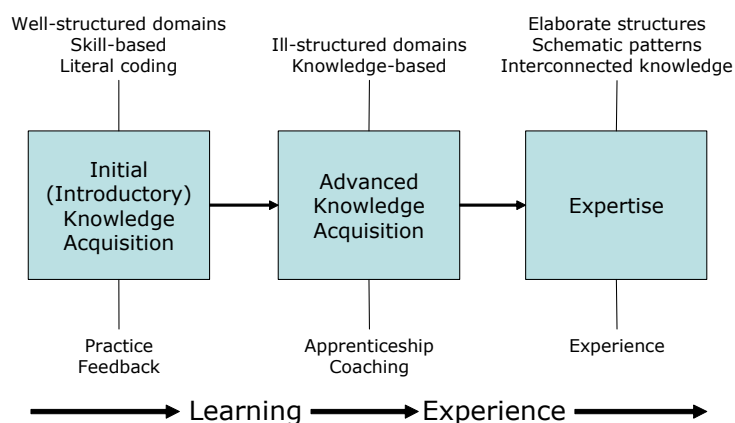 Well-structured domains
Skill-based
Literal coding
Ill-structured domains
Knowledge-based
Elaborate structures
Schematic patterns
Interconnected knowledge
Initial
(Introductory)
Knowledge
Acquisition
Advanced
Knowledge
Acquisition
Expertise
Practice
Feedback
Apprenticeship
Coaching
Experience
Learning
Experience